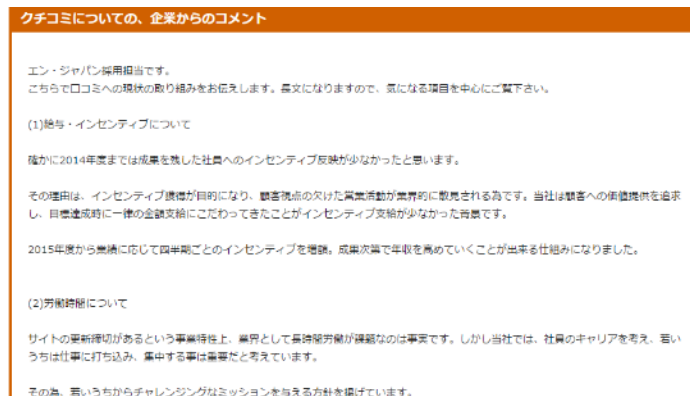 クチコミについての、企業からのコメント
エン・ジャパン採用担当です。
こちらで口コミへの現状の取り組みをお伝えします。長文になりますので、気になる項目を中心にご覧下さい。
(1)給与・インセンティブについて
確かに2014年度までは成果を残した社員へのインセンティブ反映が少なかったと思います。
その理由は、インセンティブ獲得が目的になり、顧客視点の欠けた営業活動が業界的に散見される為です。当社は顧客への価値提供を追求
し、目標達成時に一律の金額支給にこだわってきたことがインセンティブ支給が少なかった背景です。
2015年度から業績に応じて四半期ごとのインセンティブを増額。成果次第で年収を高めていくことが出来る仕組みになりました。
(2)労働時間について
サイトの更新締切があるという事業特性上、業界として長時間労働が課題なのは事実です。しかし当社では、社員のキャリアを考え、若い
うちは仕事に打ち込み、集中する事は重要だと考えています。
その為、若いうちからチャレンジングなミッションを与える方針を掲げています。